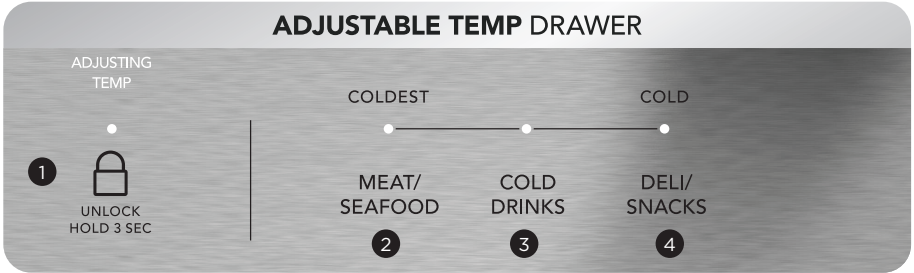 ADJUSTABLE TEMP DRAWER
ADJUSTING
TEMP
1
UNLOCK
HOLD 3 SEC
COLDEST
COLD
MEAT/
SEAFOOD
2
COLD
DRINKS
3
DELI/
SNACKS
4